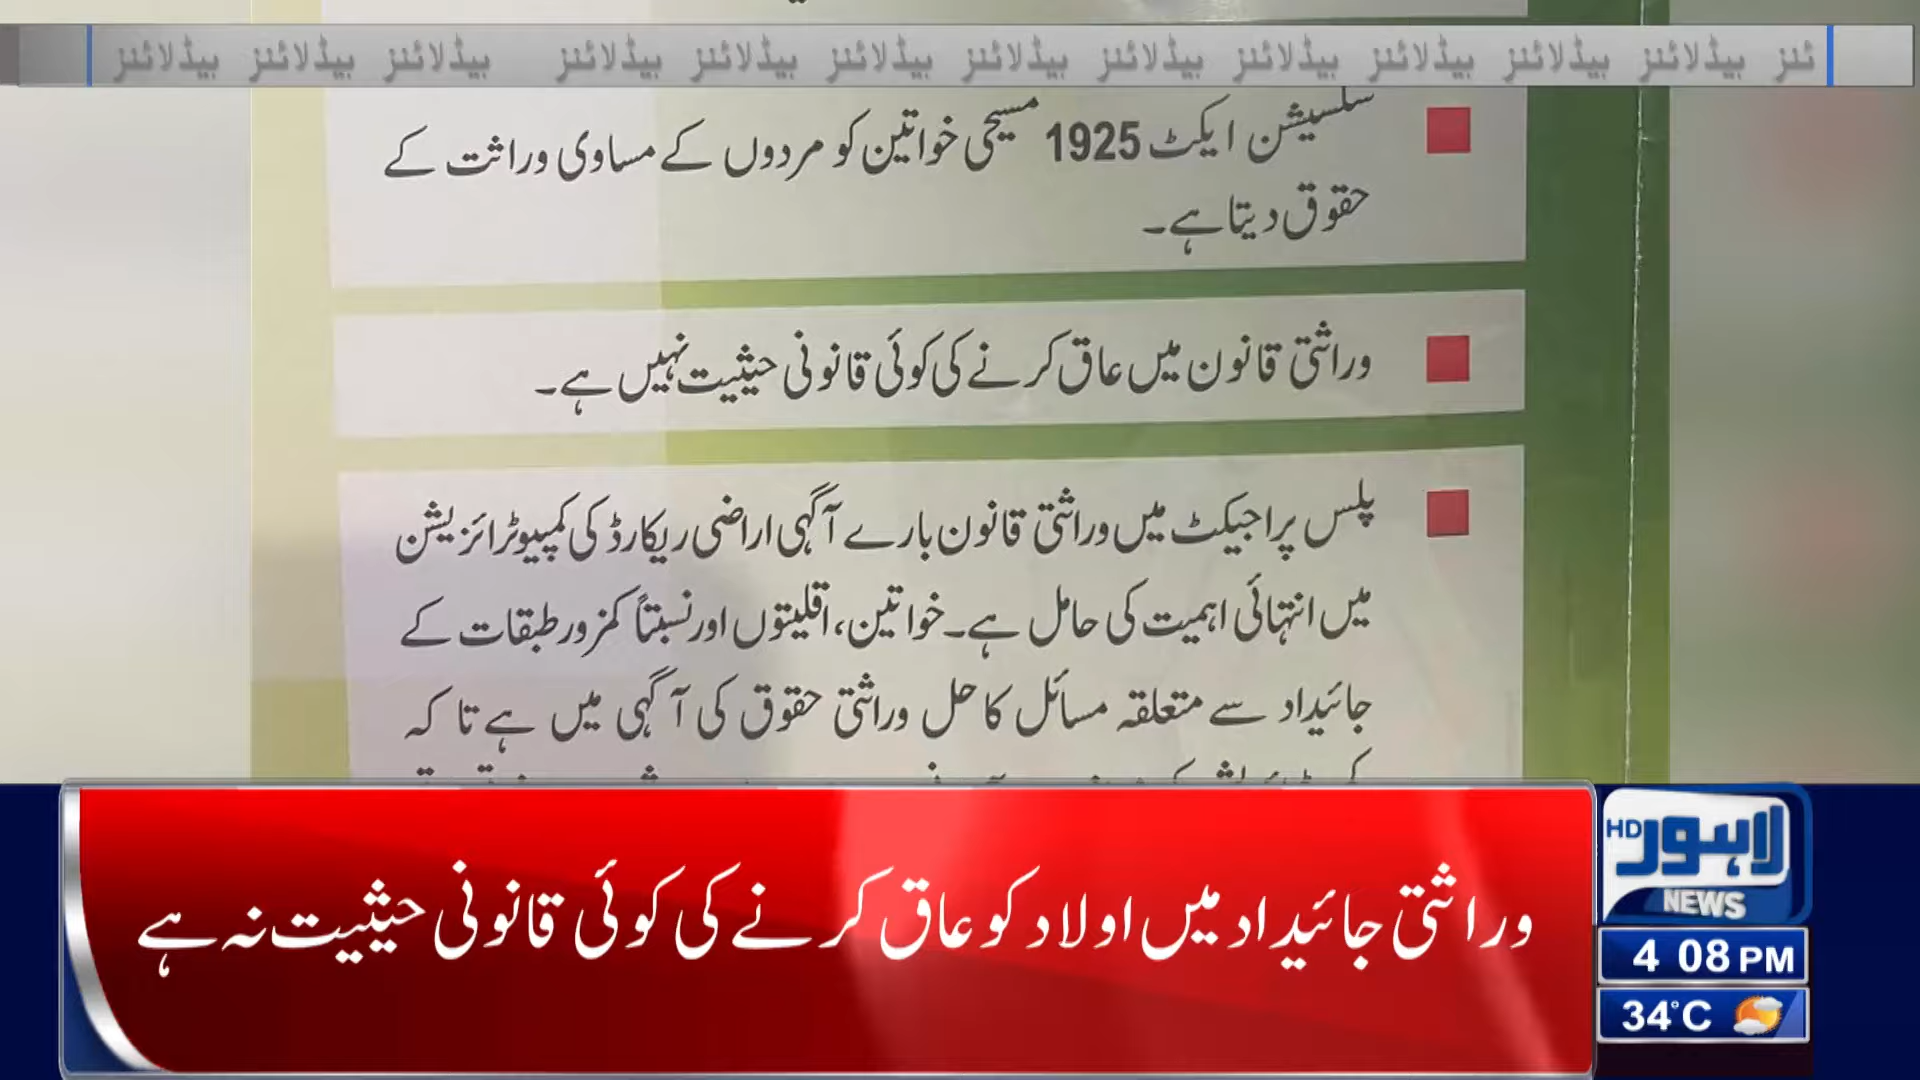 ئنز ہیڈلائنز ہیڈلائنز ہیڈلائنز ہیڈلائنز ہیڈلائنز ہیڈلائنز ہیڈلائنز ہیڈلائنز ہیڈلائنز ہیڈلائنز ہیڈلائنز ہیڈلائنز
سکسیشن ایکٹ 1925 مسیحی خواتین کو مردوں کے مساوی وراثت کے
حقوق دیتا ہے۔
وراثتی قانون میں عاق کرنے کی کوئی قانونی حیثیت نہیں ہے۔
پلس پراجیکٹ میں وراثتی قانون بارے آگہی اراضی ریکارڈ کی کمپیوٹرائزیشن
میں انتہائی اہمیت کی حامل ہے۔ خواتین، اقلیتوں اور نسبتاً کمزور طبقات کے
جائیداد سے متعلقہ مسائل کا حل وراثتی حقوق کی آگہی میں ہے تا کہ
وراثتی جائیداد میں اولاد کو عاق کرنے کی کوئی قانونی حیثیت نہ ہے
لاہور HD
NEWS
4 08 PM
34°C